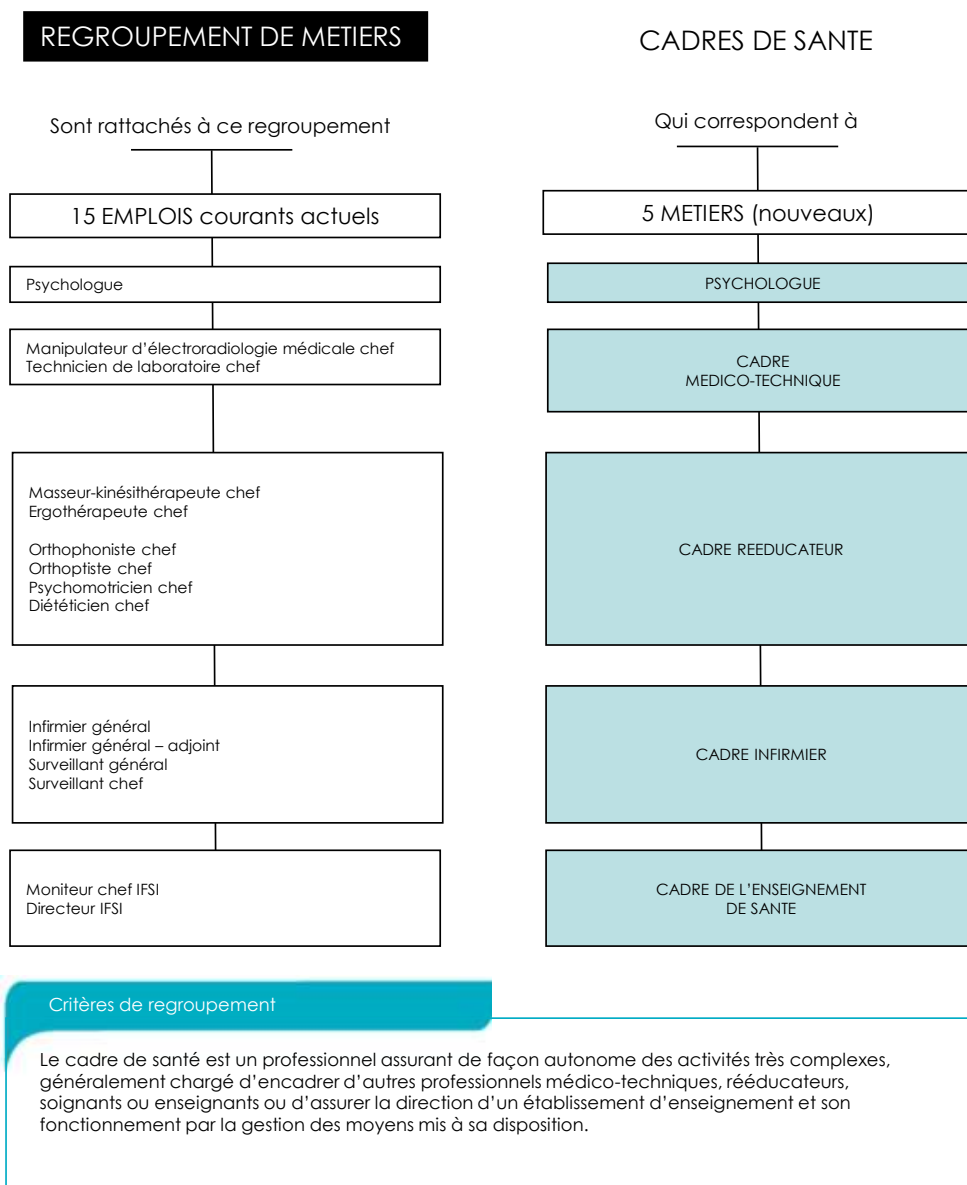 REGROUPEMENT DE METIERS
CADRES DE SANTE
Sont rattachés à ce regroupement
Qui correspondent à
15 EMPLOIS courants actuels
5 METIERS (nouveaux)
Psychologue
PSYCHOLOGUE
Manipulateur d'électroradiologie médicale chef
Technicien de laboratoire chef
CADRE
MEDICO-TECHNIQUE
Masseur-kinésithérapeute chef
Ergothérapeute chef
Orthophoniste chef
Orthoptiste chef
Psychomotricien chef
Diététicien chef
CADRE REEDUCATEUR
Infirmier général
Infirmier général – adjoint
Surveillant général
Surveillant chef
CADRE INFIRMIER
Moniteur chef IFSI
Directeur IFSI
CADRE DE L'ENSEIGNEMENT
DE SANTE
Critères de regroupement
Le cadre de santé est un professionnel assurant de façon autonome des activités très complexes,
généralement chargé d'encadrer d'autres professionnels médico-techniques, rééducateurs,
soignants ou enseignants ou d'assurer la direction d'un établissement d'enseignement et son
fonctionnement par la gestion des moyens mis à sa disposition.